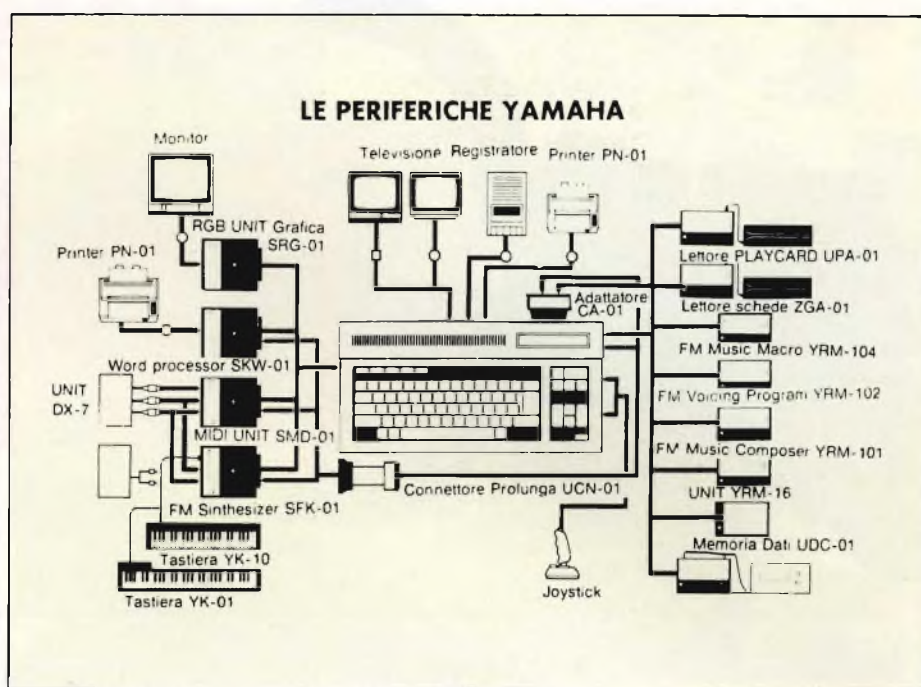 LE PERIFERICHE YAMAHA
Monitor
Televisione
Registratore
Printer PN-01
RGB UNIT Grafica
SRG-01
Printer PN-01
Lettore PLAYCARD UPA-01
Adattatore
CA-01
Lettore schede ZGA-01
Word processor SKW-01
FM Music Macro YRM-104
UNIT
DX-7
FM Voicing Program YRM-102
MIDI UNIT SMD-01
FM Music Composer YRM-101
Connettore Prolunga UCN-01
UNIT YRM-16
FM Sinthesizer SFK-01
Memoria Dati UDC-01
Tastiera YK-10
Joystick
Tastiera YK-01